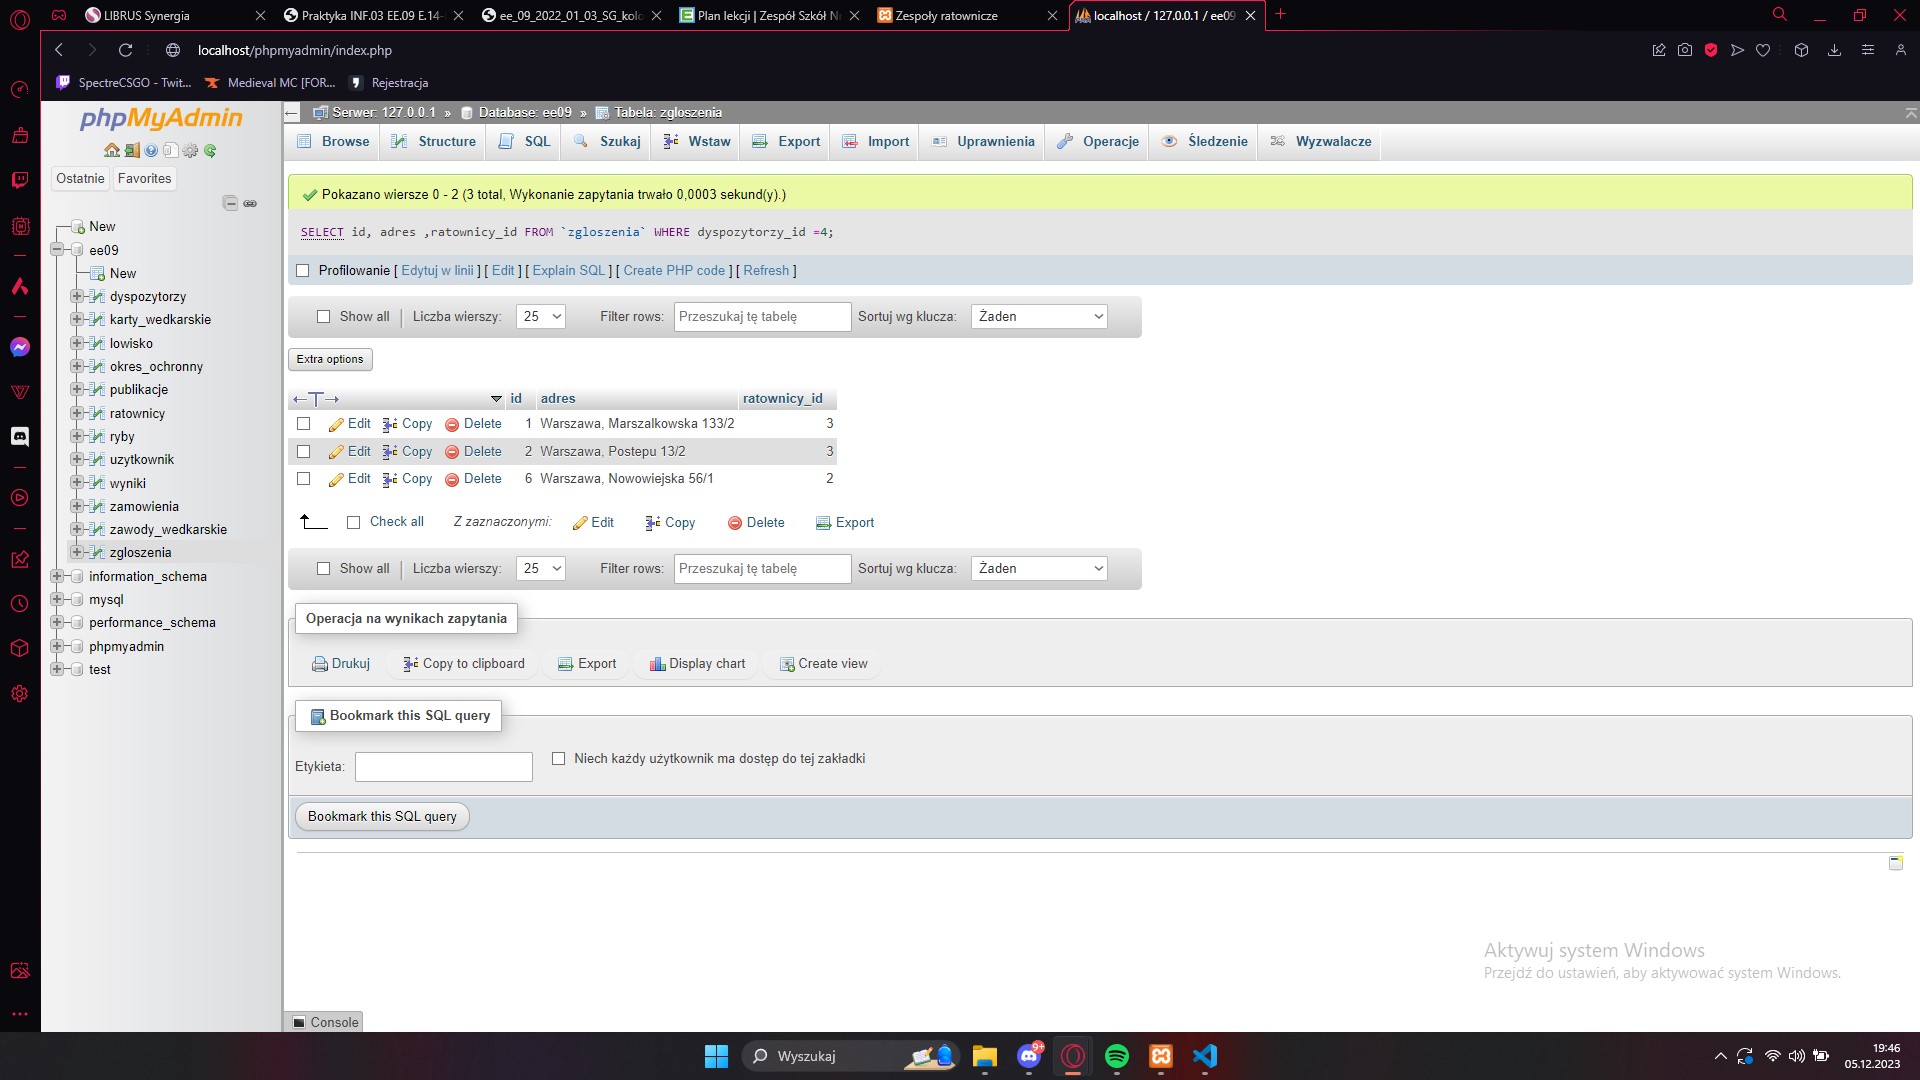 LIBRUS Synergia
Praktyka INF.03 EE.09 E.14-
ee_09_2022_01_03_SG_kolo
Plan lekcji | Zespół Szkół N
Zespoły ratownicze
localhost / 127.0.0.1 / ee09
localhost/phpmyadmin/index.php
SpectreCSGO - Twit...
Medieval MC [FOR...
Rejestracja
phpMyAdmin
Ostatnie
Favorites
New
ee09
New
dyspozytorzy
karty_wedkarskie
lowisko
okres_ochronny
publikacje
ratownicy
ryby
uzytkownik
wyniki
zamowienia
zawody_wedkarskie
zgloszenia
information_schema
mysql
performance_schema
phpmyadmin
test
Serwer: 127.0.0.1 » Database: ee09 » Tabela: zgloszenia
Browse
Structure
SQL
Szukaj
Wstaw
Export
Import
Uprawnienia
Operacje
Śledzenie
Wyzwalacze
Pokazano wiersze 0 - 2 (3 total, Wykonanie zapytania trwało 0,0003 sekund(y).)
SELECT id, adres ,ratownicy_id FROM `zgloszenia` WHERE dyspozytorzy_id =4;
Profilowanie [ Edytuj w linii ] [ Edit ] [ Explain SQL ] [ Create PHP code ] [ Refresh ]
Show all | Liczba wierszy: 25 Filter rows: Przeszukaj tę tabelę Sortuj wg klucza: Żaden
Extra options
←T→ id adres ratownicy_id
Edit Copy Delete 1 Warszawa, Marszalkowska 133/2 3
Edit Copy Delete 2 Warszawa, Postepu 13/2 3
Edit Copy Delete 6 Warszawa, Nowowiejska 56/1 2
Check all Z zaznaczonymi: Edit Copy Delete Export
Show all | Liczba wierszy: 25 Filter rows: Przeszukaj tę tabelę Sortuj wg klucza: Żaden
Operacja na wynikach zapytania
Drukuj Copy to clipboard Export Display chart Create view
Bookmark this SQL query
Etykieta: Niech każdy użytkownik ma dostęp do tej zakładki
Bookmark this SQL query
Aktywuj system Windows
Przejdź do ustawień, aby aktywować system Windows.
Console
Wyszukaj
9+
19:46
05.12.2023